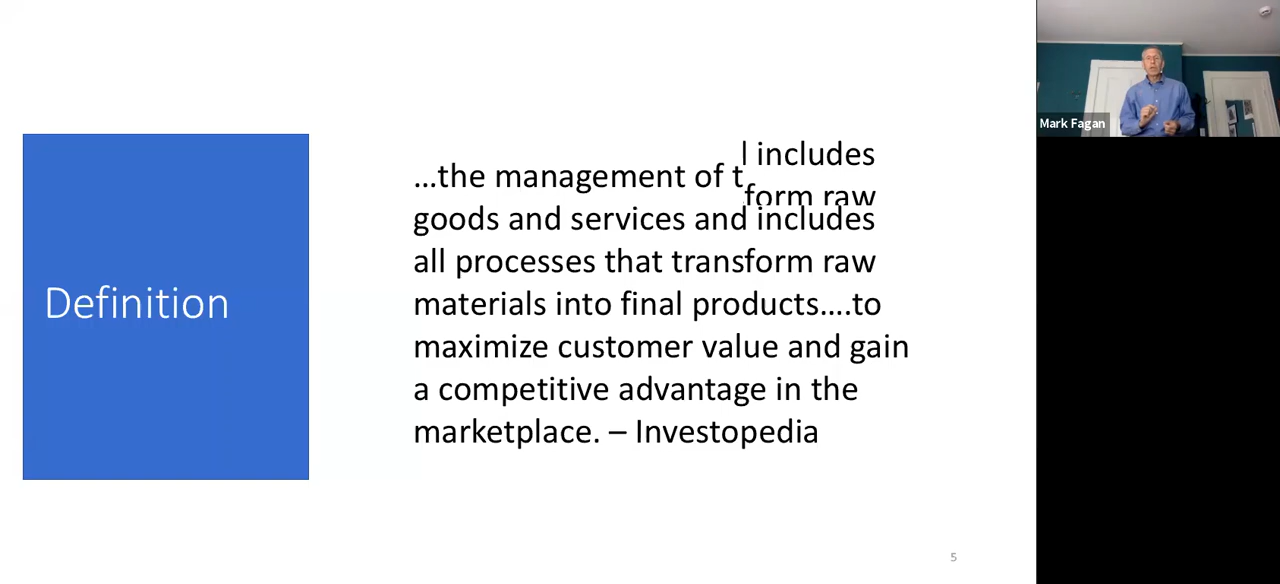 Definition
...the management of t
l includes
form raw
goods and services and includes
all processes that transform raw
materials into final products....to
maximize customer value and gain
a competitive advantage in the
marketplace. – Investopedia
5
Mark Fagan